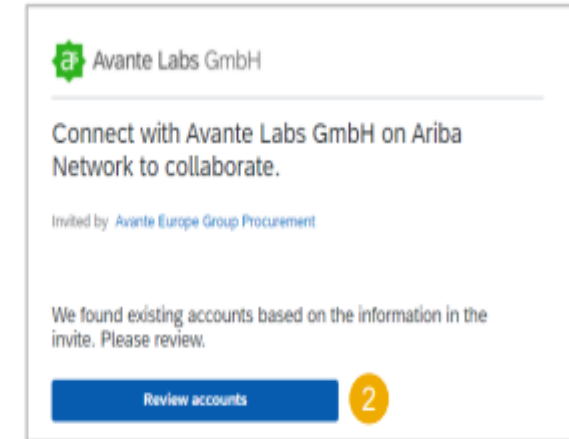 Avante Labs GmbH
Connect with Avante Labs GmbH on Ariba
Network to collaborate.
Invited by Avante Europe Group Procurement
We found existing accounts based on the information in the
invite. Please review.
Review accounts
2